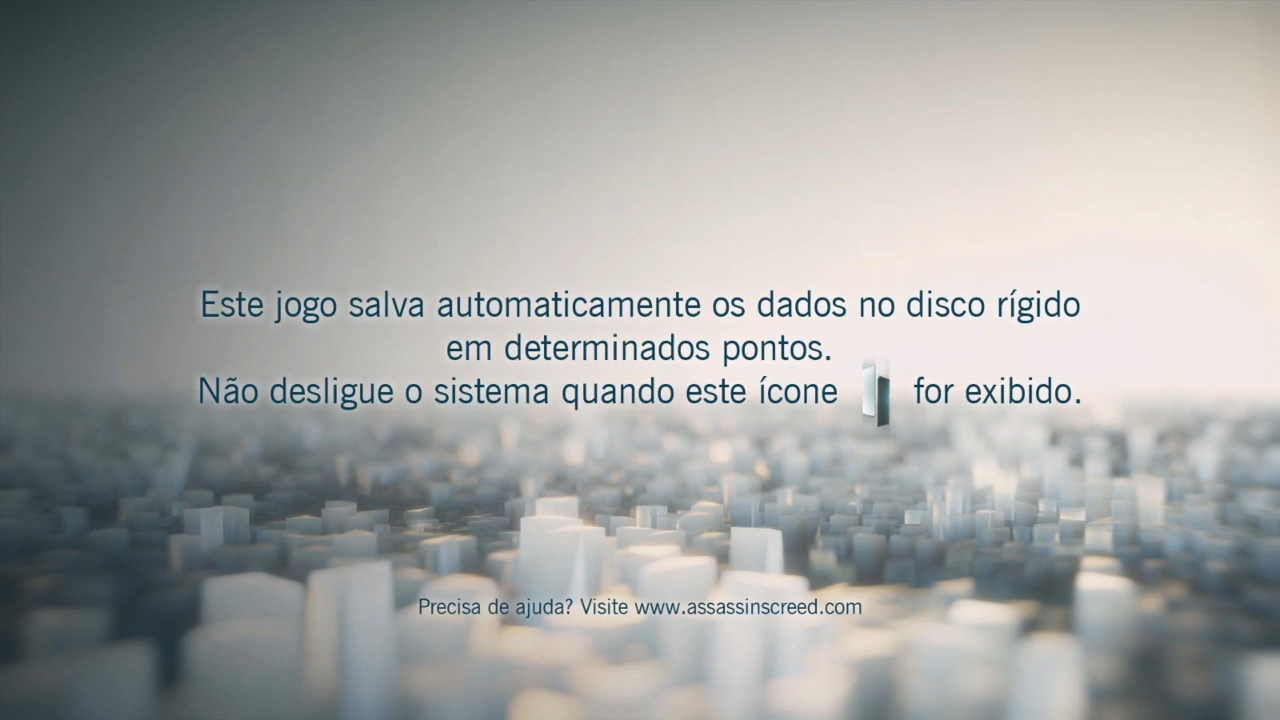 Este jogo salva automaticamente os dados no disco rígido
em determinados pontos.
Não desligue o sistema quando este ícone for exibido.
Precisa de ajuda? Visite www.assassinscreed.com